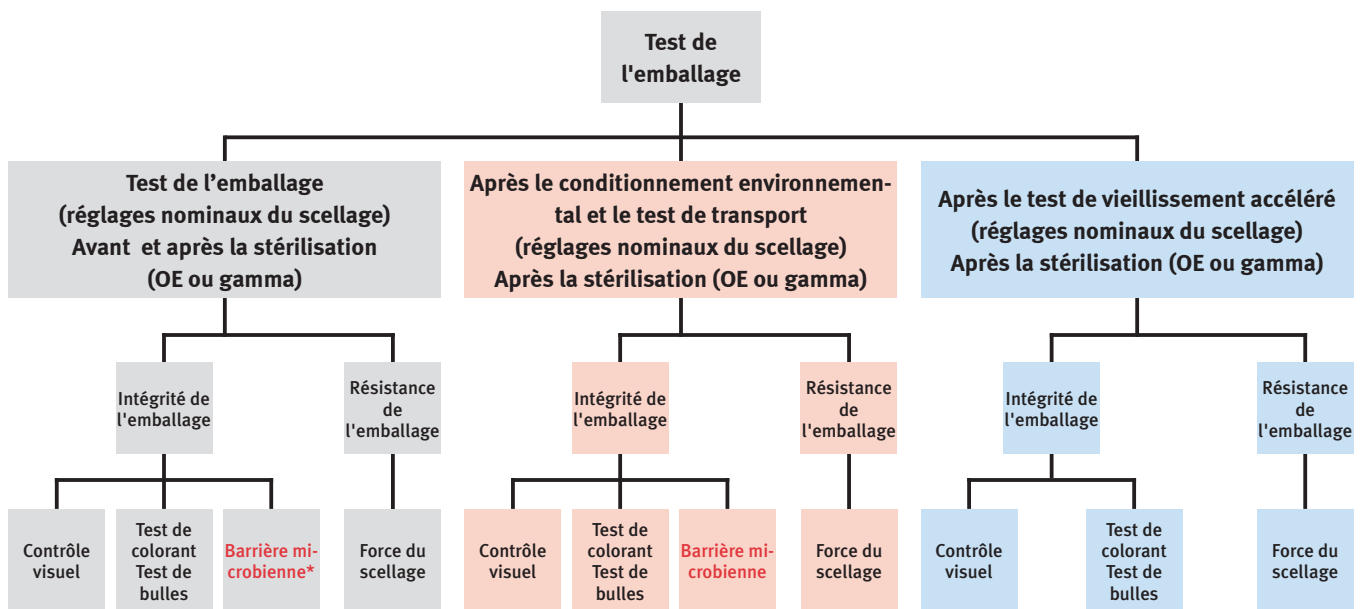 Test de
l'emballage
Test de l’emballage
(réglages nominaux du scellage)
Avant et après la stérilisation
(OE ou gamma)
Après le conditionnement environnemen-
tal et le test de transport
(réglages nominaux du scellage)
Après la stérilisation (OE ou gamma)
Après le test de vieillissement accéléré
(réglages nominaux du scellage)
Après la stérilisation (OE ou gamma)
Intégrité de
l'emballage
Résistance
de
l'emballage
Intégrité de
l'emballage
Résistance
de
l'emballage
Intégrité de
l'emballage
Résistance
de
l'emballage
Contrôle
visuel
Test de
colorant
Test de
bulles
Barrière mi-
crobienne*
Force du
scellage
Contrôle
visuel
Test de
colorant
Test de
bulles
Barrière mi-
crobienne
Force du
scellage
Contrôle
visuel
Test de
colorant
Test de
bulles
Force du
scellage